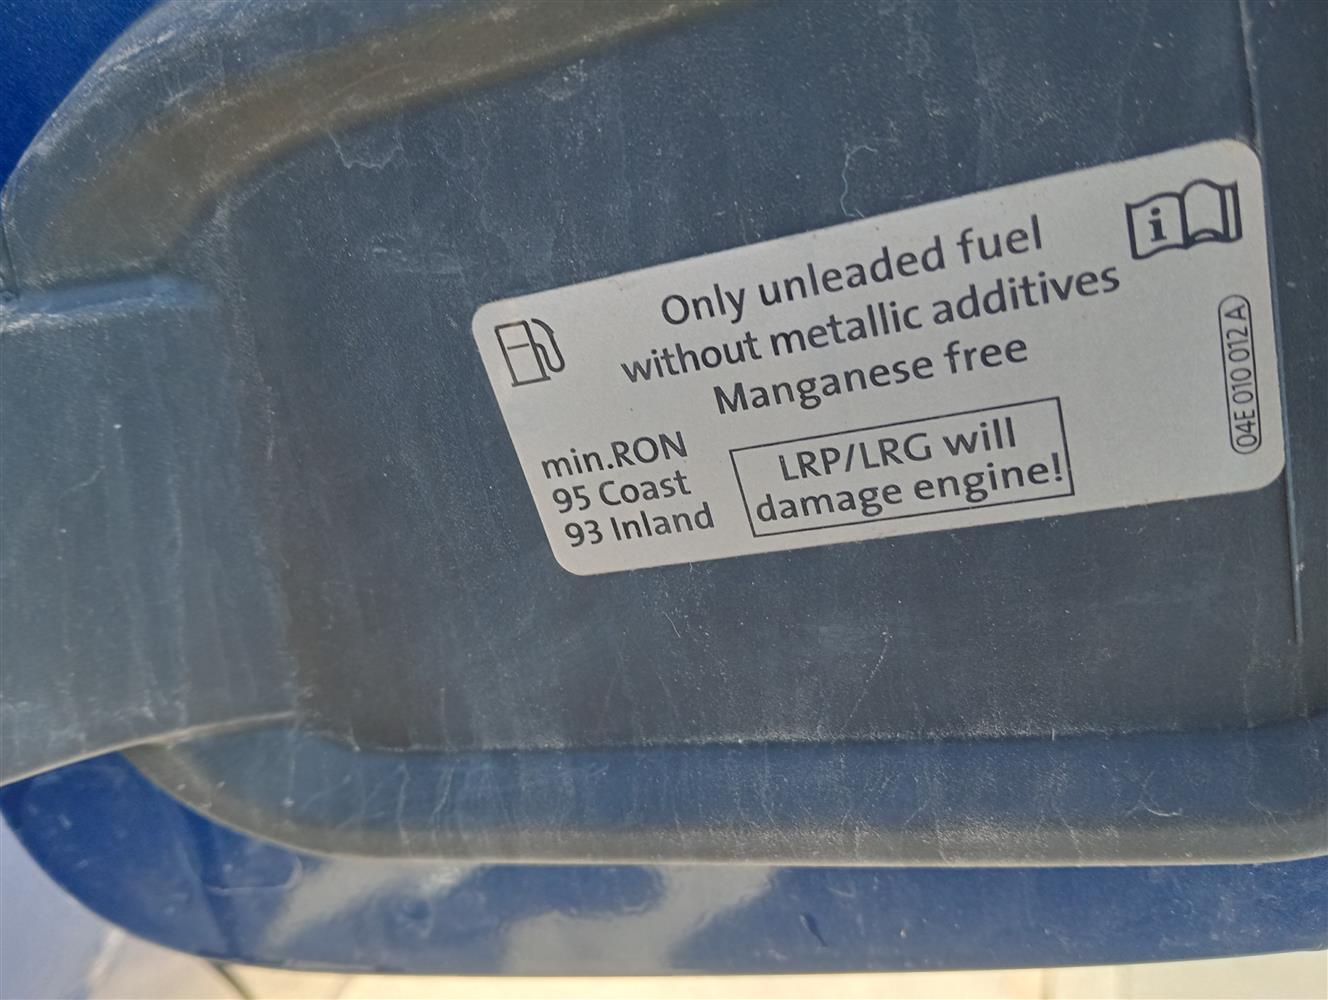 Only unleaded fuel
without metallic additives
Manganese free
min.RON
95 Coast
93 Inland
LRP/LRG will
damage engine!
i
04E 010 012 A